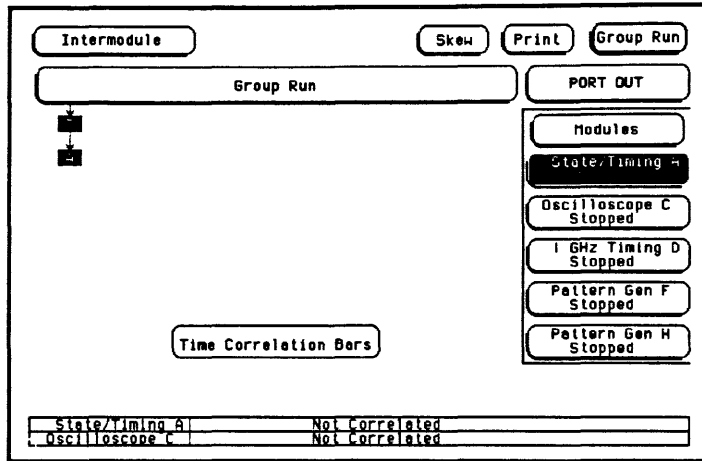 Intermodule
Skew
Print
Group Run
Group Run
PORT OUT
Modules
State/Timing A
Oscilloscope C
Stopped
1 GHz Timing D
Stopped
Pattern Gen F
Stopped
Pattern Gen H
Stopped
Time Correlation Bars
State/Timing A Not Correlated
Oscilloscope C Not Correlated